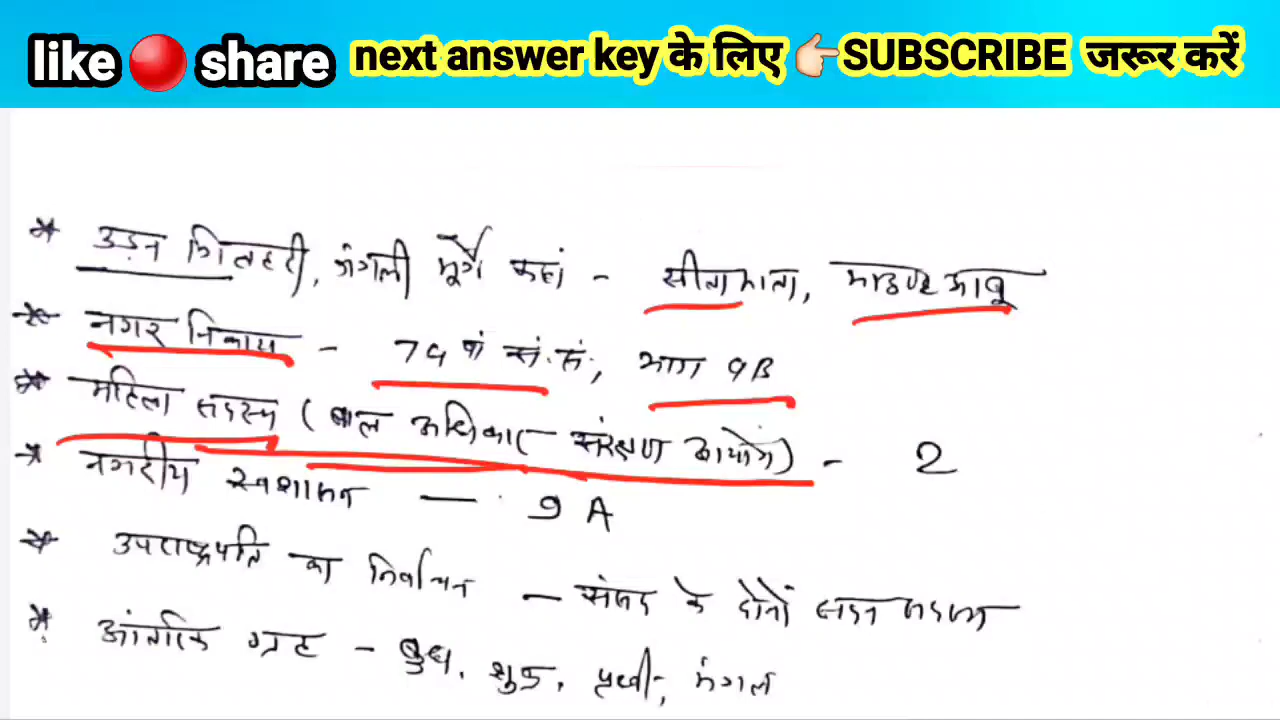 like 🔴 share next answer key के लिए 👉🏻 SUBSCRIBE जरूर करें
* उड़न गिलहरी, जंगली मूर्गे कहां - सीतामाता, माउण्ट आबू
* नगर निकाय - 74 वां सं.सं., भाग 9B
* महिला सदस्य (बाल अधिकार संरक्षण आयोग) - 2
* नगरीय स्वशासन - 9 A
* उपराष्ट्रपति का निर्वाचन - संसद के दोनों सदन
* आंतरिक ग्रह - बुध, शुक्र, पृथ्वी, मंगल